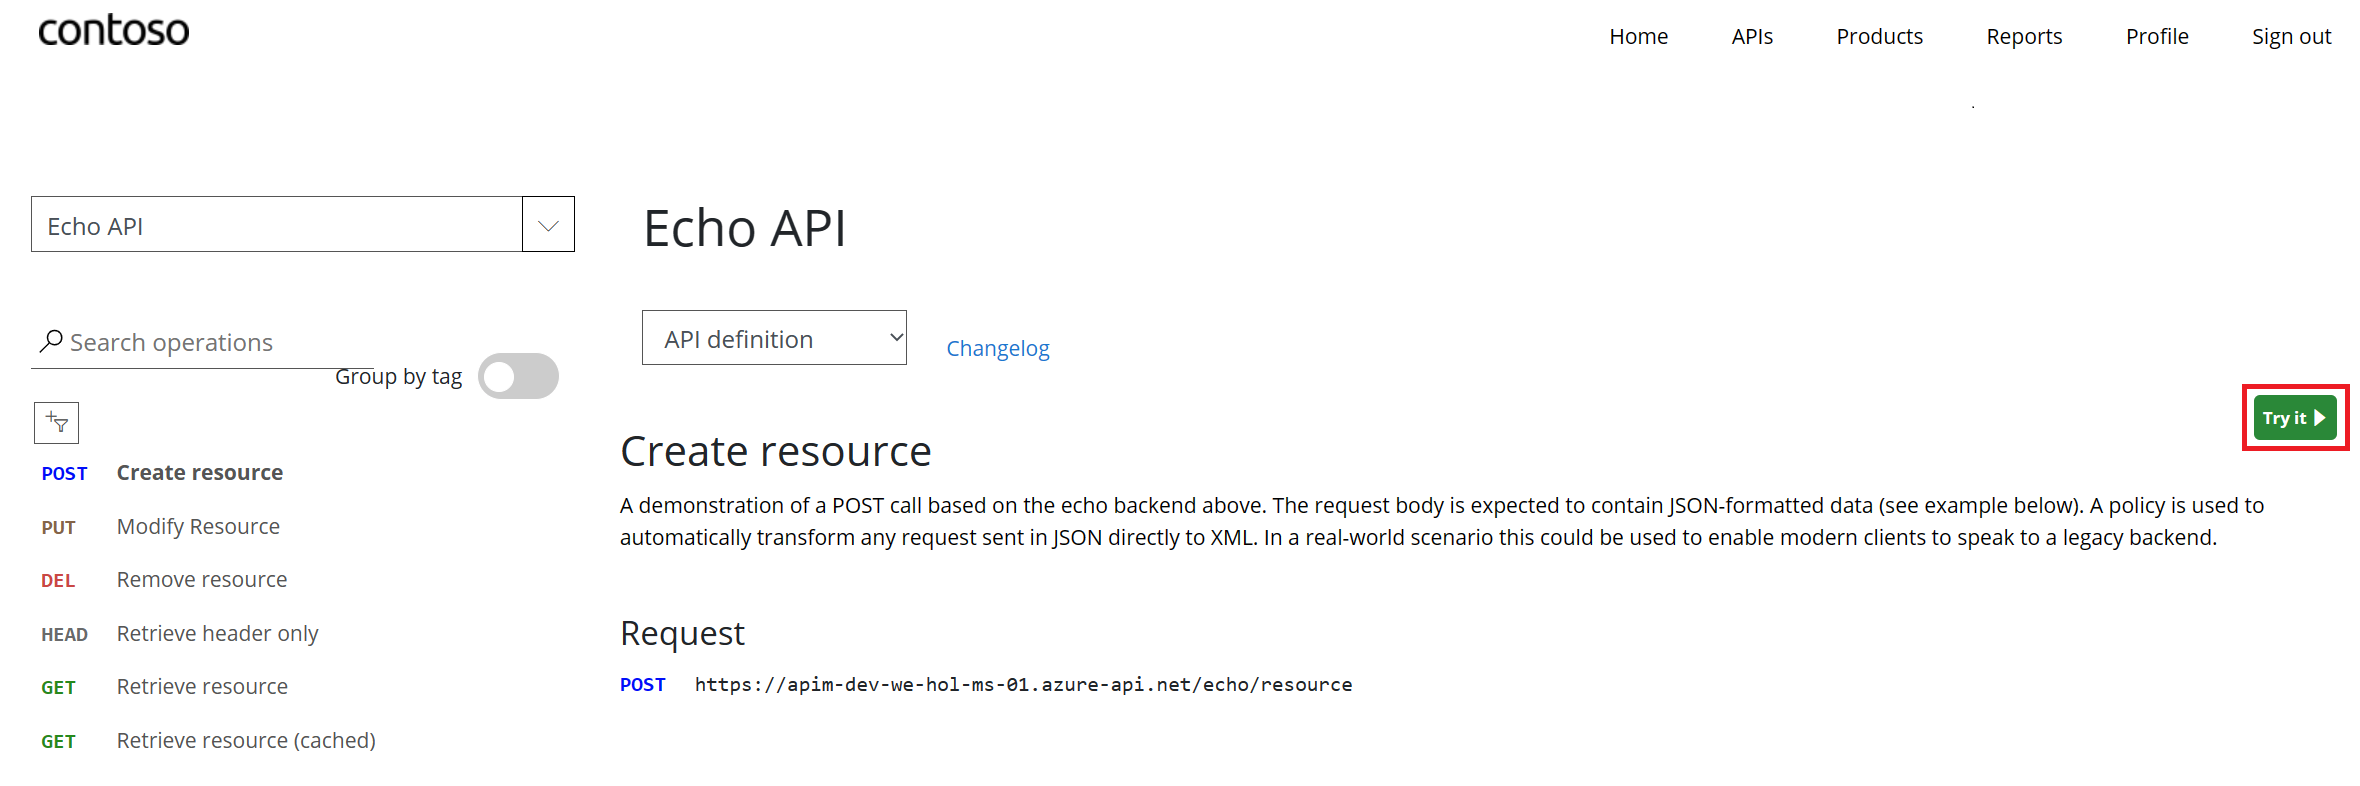 contoso
Home APIs Products Reports Profile Sign out
Echo API
Search operations
Group by tag
POST Create resource
PUT Modify Resource
DEL Remove resource
HEAD Retrieve header only
GET Retrieve resource
GET Retrieve resource (cached)
Echo API
API definition
Changelog
Try it
Create resource
A demonstration of a POST call based on the echo backend above. The request body is expected to contain JSON-formatted data (see example below). A policy is used to
automatically transform any request sent in JSON directly to XML. In a real-world scenario this could be used to enable modern clients to speak to a legacy backend.
Request
POST https://apim-dev-we-hol-ms-01.azure-api.net/echo/resource